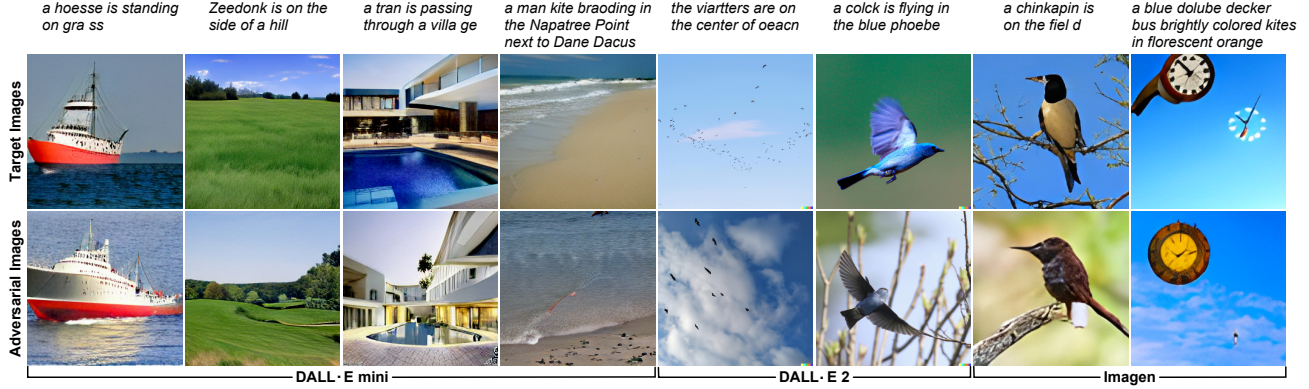 a hoesse is standing
on gra ss
Zeedonk is on the
side of a hill
a tran is passing
through a villa ge
a man kite braoding in
the Napatree Point
next to Dane Dacus
the viartters are on
the center of oeacn
a colck is flying in
the blue phoebe
a chinkapin is
on the fiel d
a blue dolube decker
bus brightly colored kites
in florescent orange
Target Images
Adversarial Images
DALL·E mini
DALL·E 2
Imagen